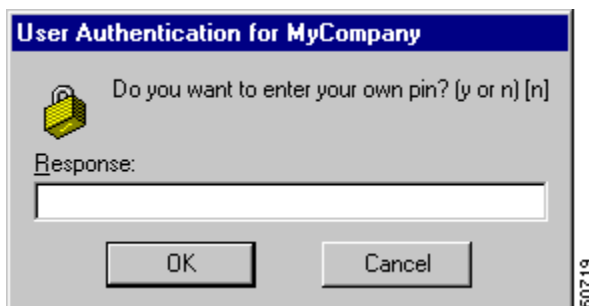 User Authentication for MyCompany
Do you want to enter your own pin? (y or n) [n]
Response:
OK
Cancel
50719